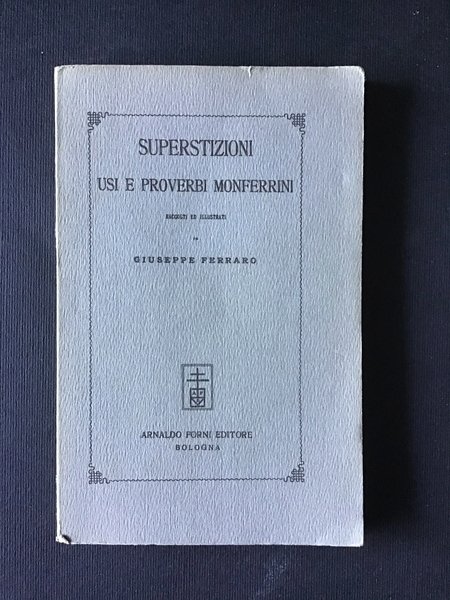 SUPERSTIZIONI
USI E PROVERBI MONFERRINI
RACCOLTI ED ILLUSTRATI
DA
GIUSEPPE FERRARO
A F
ARNALDO FORNI EDITORE
BOLOGNA